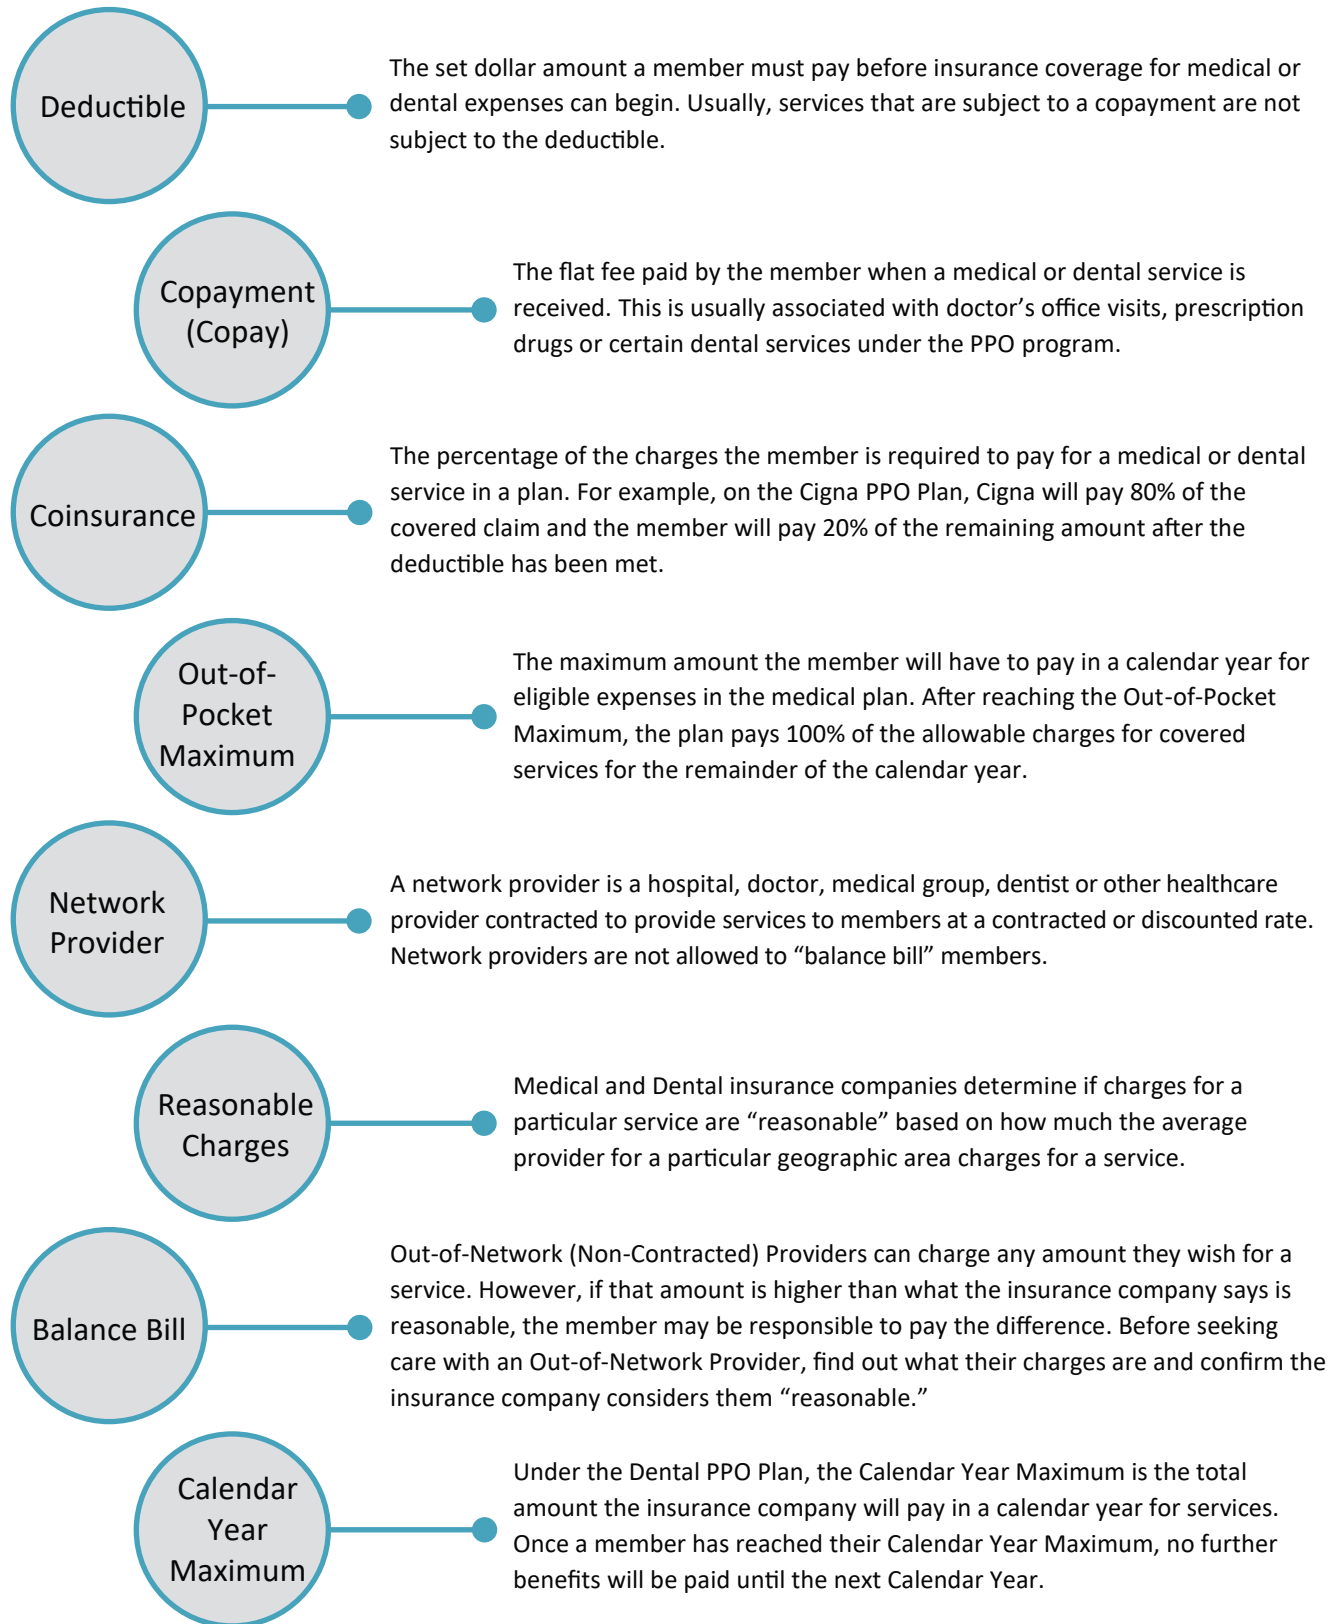 Deductible
The set dollar amount a member must pay before insurance coverage for medical or
dental expenses can begin. Usually, services that are subject to a copayment are not
subject to the deductible.
Copayment
(Copay)
The flat fee paid by the member when a medical or dental service is
received. This is usually associated with doctor’s office visits, prescription
drugs or certain dental services under the PPO program.
Coinsurance
The percentage of the charges the member is required to pay for a medical or dental
service in a plan. For example, on the Cigna PPO Plan, Cigna will pay 80% of the
covered claim and the member will pay 20% of the remaining amount after the
deductible has been met.
Out-of-
Pocket
Maximum
The maximum amount the member will have to pay in a calendar year for
eligible expenses in the medical plan. After reaching the Out-of-Pocket
Maximum, the plan pays 100% of the allowable charges for covered
services for the remainder of the calendar year.
Network
Provider
A network provider is a hospital, doctor, medical group, dentist or other healthcare
provider contracted to provide services to members at a contracted or discounted rate.
Network providers are not allowed to “balance bill” members.
Reasonable
Charges
Medical and Dental insurance companies determine if charges for a
particular service are “reasonable” based on how much the average
provider for a particular geographic area charges for a service.
Balance Bill
Out-of-Network (Non-Contracted) Providers can charge any amount they wish for a
service. However, if that amount is higher than what the insurance company says is
reasonable, the member may be responsible to pay the difference. Before seeking
care with an Out-of-Network Provider, find out what their charges are and confirm the
insurance company considers them “reasonable.”
Calendar
Year
Maximum
Under the Dental PPO Plan, the Calendar Year Maximum is the total
amount the insurance company will pay in a calendar year for services.
Once a member has reached their Calendar Year Maximum, no further
benefits will be paid until the next Calendar Year.